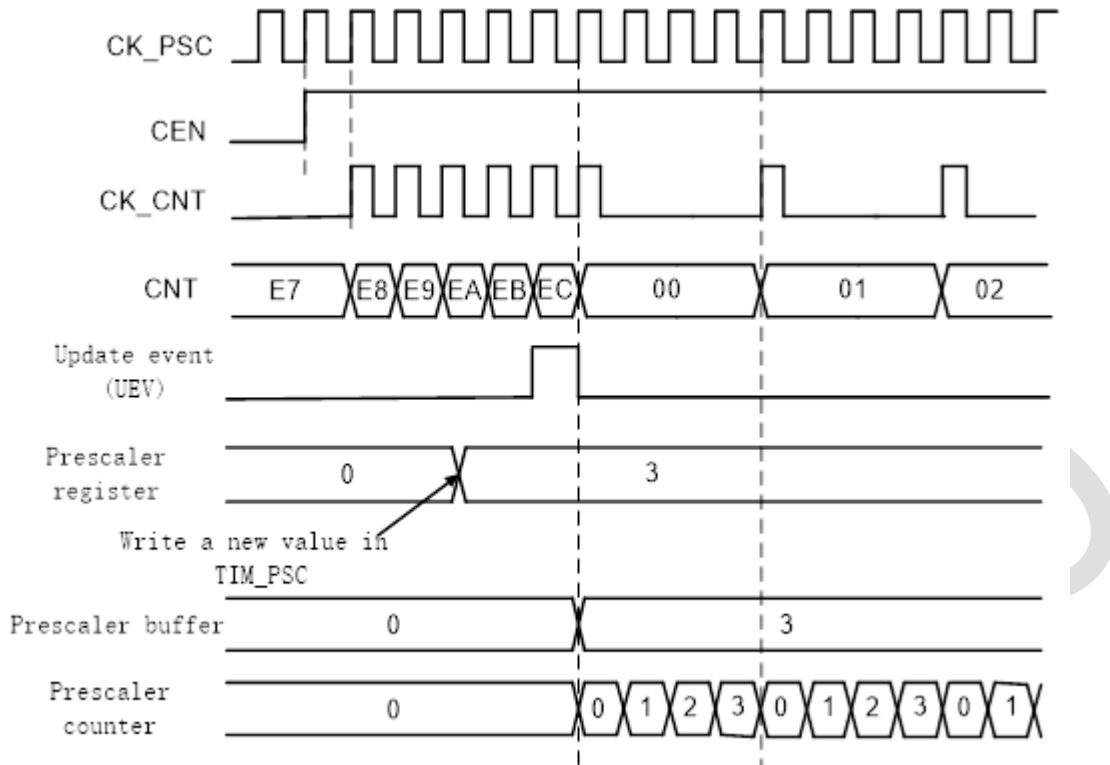 CK_PSC
CEN
CK_CNT
CNT E7 E8 E9 EA EB EC 00 01 02
Update event
(UEV)
Prescaler
register
0 3
Write a new value in
TIM_PSC
Prescaler buffer 0 3
Prescaler
counter
0 0 1 2 3 0 1 2 3 0 1